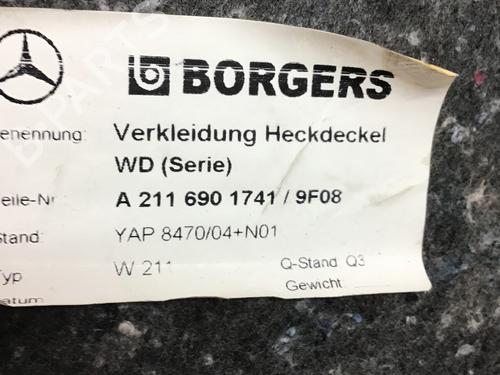 BORGERS
enennung: Verkleidung Heckdeckel
WD (Serie)
eile-Nr. A 211 690 1741 / 9F08
Stand: YAP 8470/04+N01
Typ W 211 Q-Stand Q3
atum Gewicht